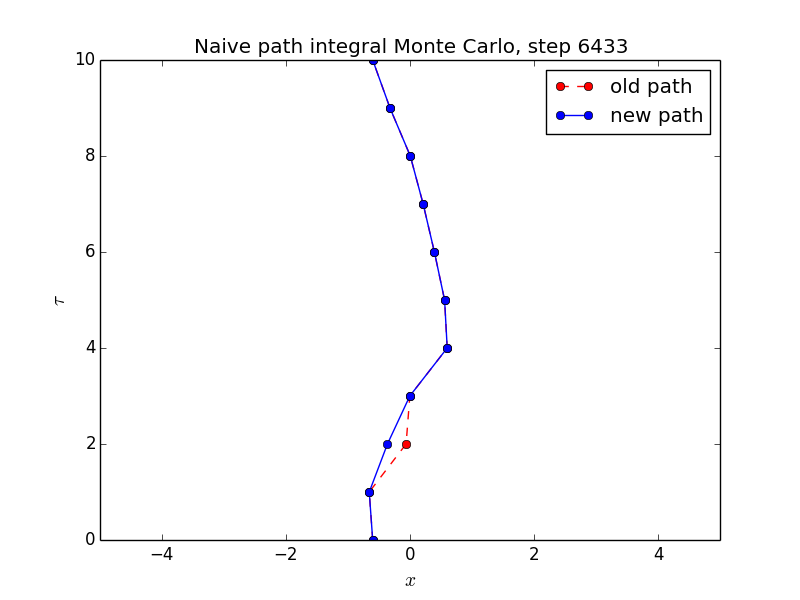 Naive path integral Monte Carlo, step 6433
old path
new path
10
8
6
4
2
0
τ
−4 −2 0 2 4
x